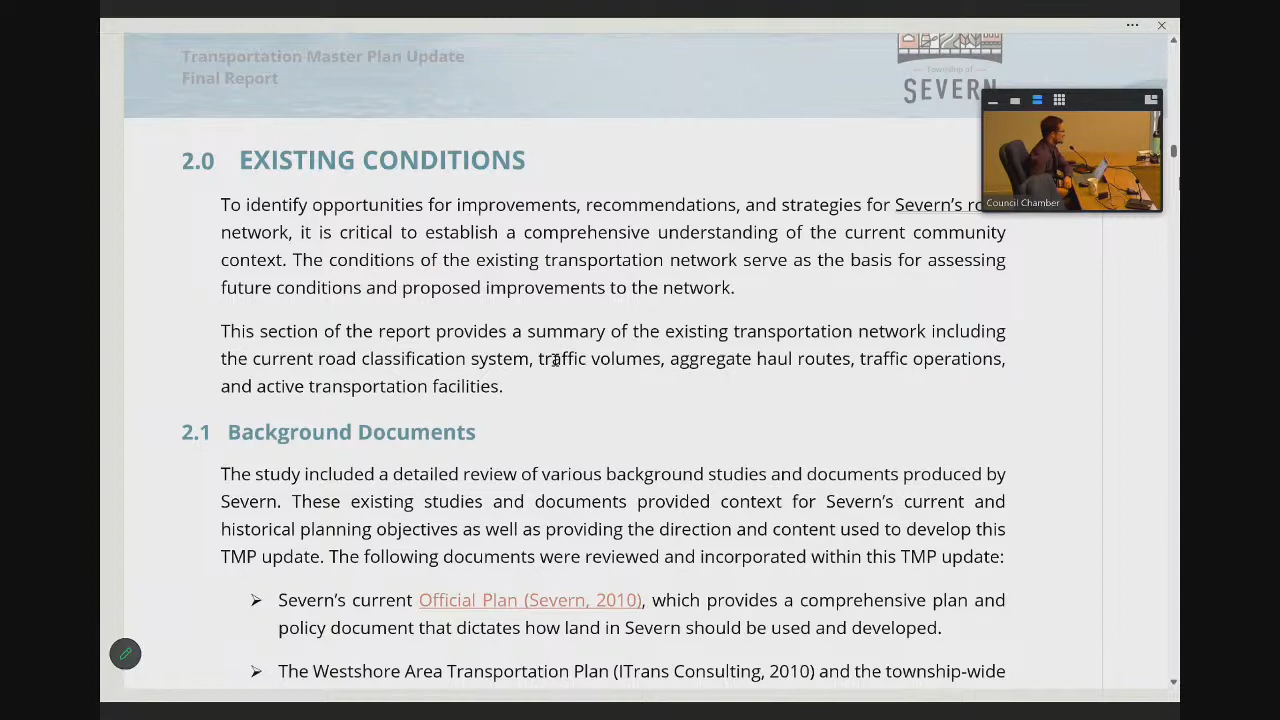 Transportation Master Plan Update
Final Report
Township of
SEVERN
Council Chamber
2.0 EXISTING CONDITIONS
To identify opportunities for improvements, recommendations, and strategies for Severn's
network, it is critical to establish a comprehensive understanding of the current community
context. The conditions of the existing transportation network serve as the basis for assessing
future conditions and proposed improvements to the network.
This section of the report provides a summary of the existing transportation network including
the current road classification system, traffic volumes, aggregate haul routes, traffic operations,
and active transportation facilities.
2.1 Background Documents
The study included a detailed review of various background studies and documents produced by
Severn. These existing studies and documents provided context for Severn's current and
historical planning objectives as well as providing the direction and content used to develop this
TMP update. The following documents were reviewed and incorporated within this TMP update:
➢ Severn's current Official Plan (Severn, 2010), which provides a comprehensive plan and
policy document that dictates how land in Severn should be used and developed.
➢ The Westshore Area Transportation Plan (ITrans Consulting, 2010) and the township-wide